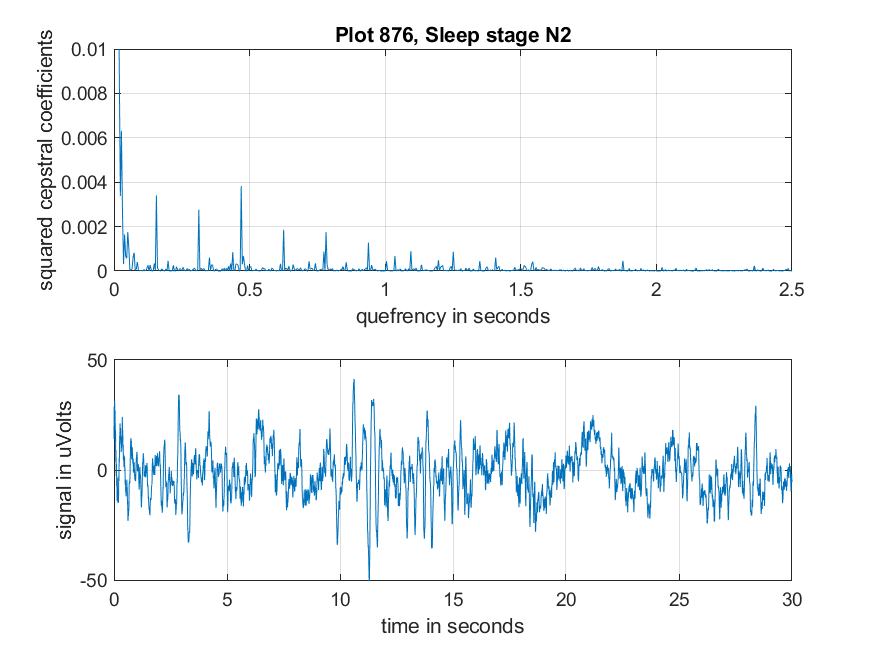 Plot 876, Sleep stage N2
squared cepstral coefficients
0.01
0.008
0.006
0.004
0.002
0
0 0.5 1 1.5 2 2.5
quefrency in seconds
signal in uVolts
50
0
-50
0 5 10 15 20 25 30
time in seconds